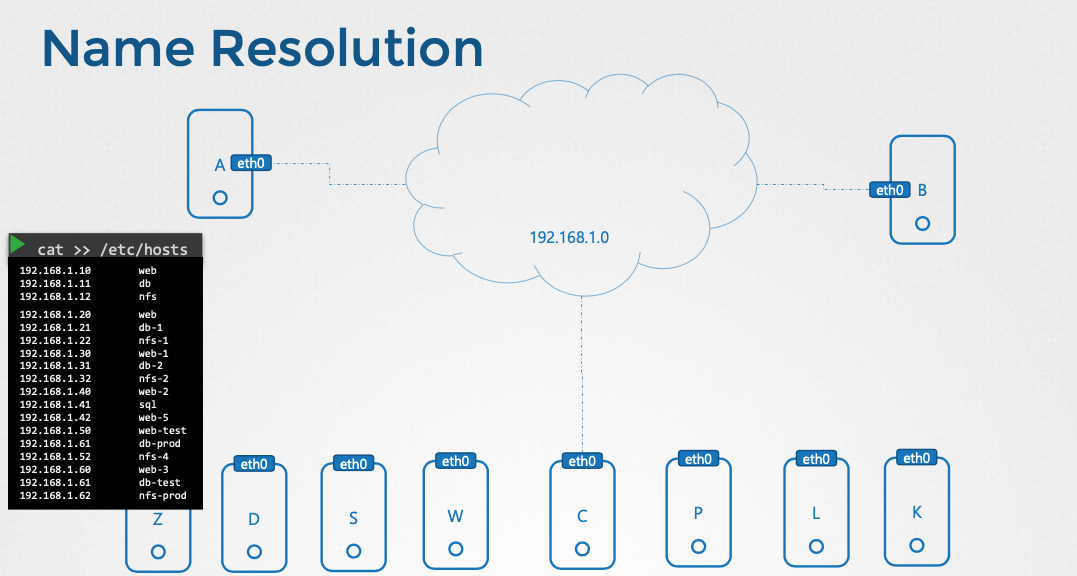 Name Resolution
A eth0
eth0 B
192.168.1.0
cat >> /etc/hosts
192.168.1.10 web
192.168.1.11 db
192.168.1.12 nfs
192.168.1.20 web
192.168.1.21 db-1
192.168.1.22 nfs-1
192.168.1.30 web-1
192.168.1.31 db-2
192.168.1.32 nfs-2
192.168.1.40 web-2
192.168.1.41 sql
192.168.1.42 web-5
192.168.1.50 web-test
192.168.1.61 db-prod
192.168.1.52 nfs-4
192.168.1.60 web-3
192.168.1.61 db-test
192.168.1.62 nfs-prod
eth0 eth0 eth0 eth0 eth0 eth0 eth0
Z D S W C P L K